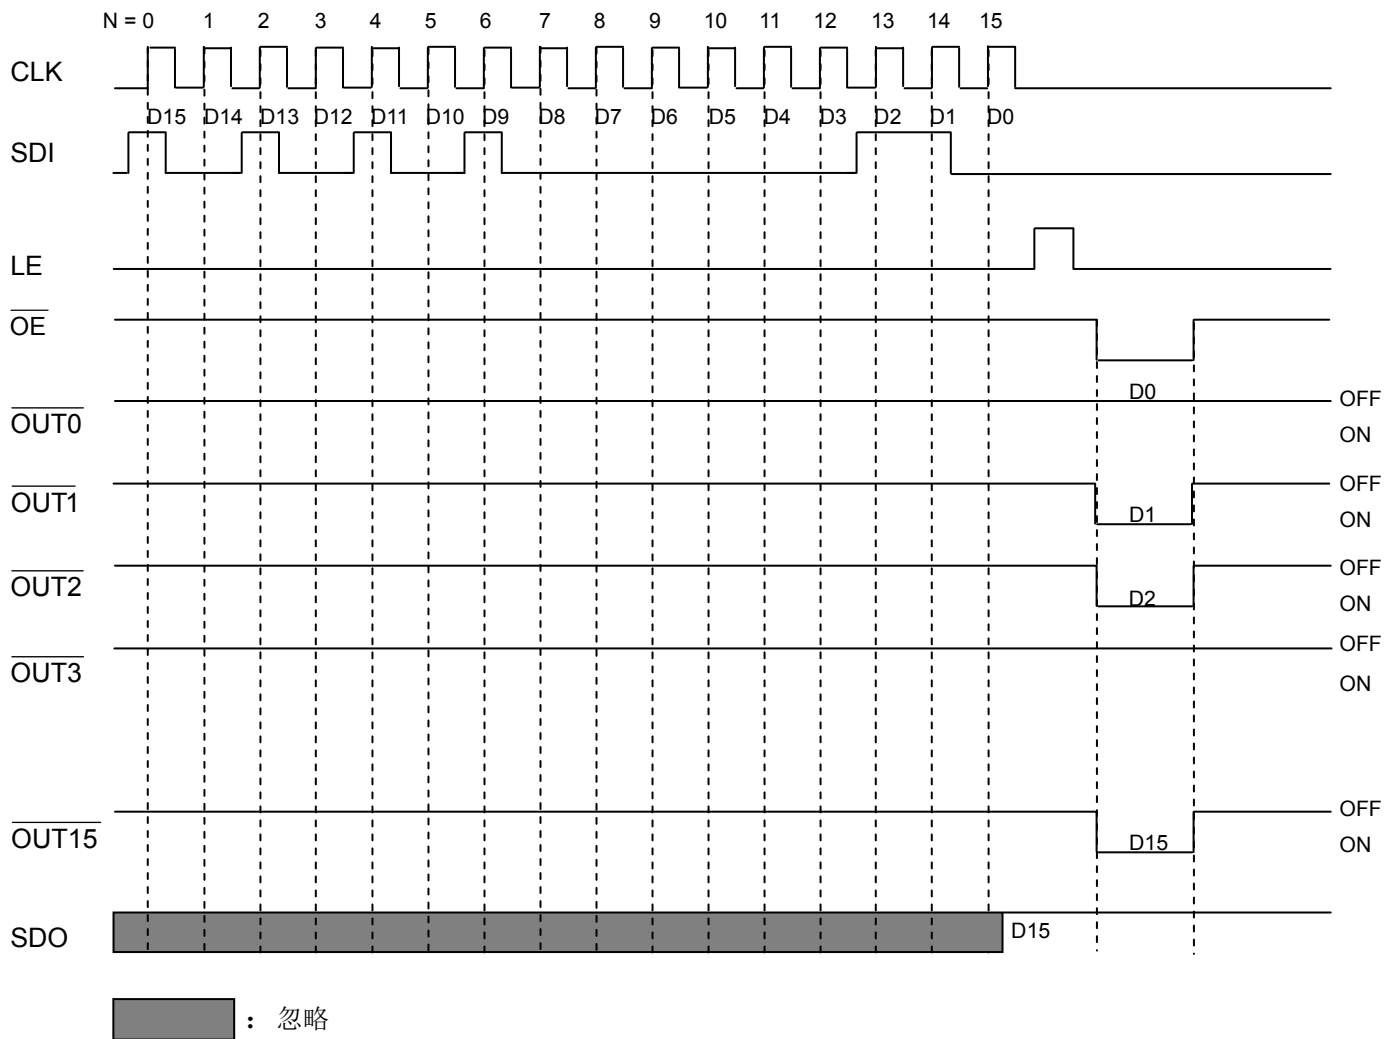 N = 0 1 2 3 4 5 6 7 8 9 10 11 12 13 14 15
CLK
D15 D14 D13 D12 D11 D10 D9 D8 D7 D6 D5 D4 D3 D2 D1 D0
SDI
LE
OE
D0
OFF
OUT0
ON
OFF
OUT1
D1
ON
OFF
OUT2
D2
ON
OFF
OUT3
ON
OFF
OUT15
D15
ON
SDO
D15
： 忽略